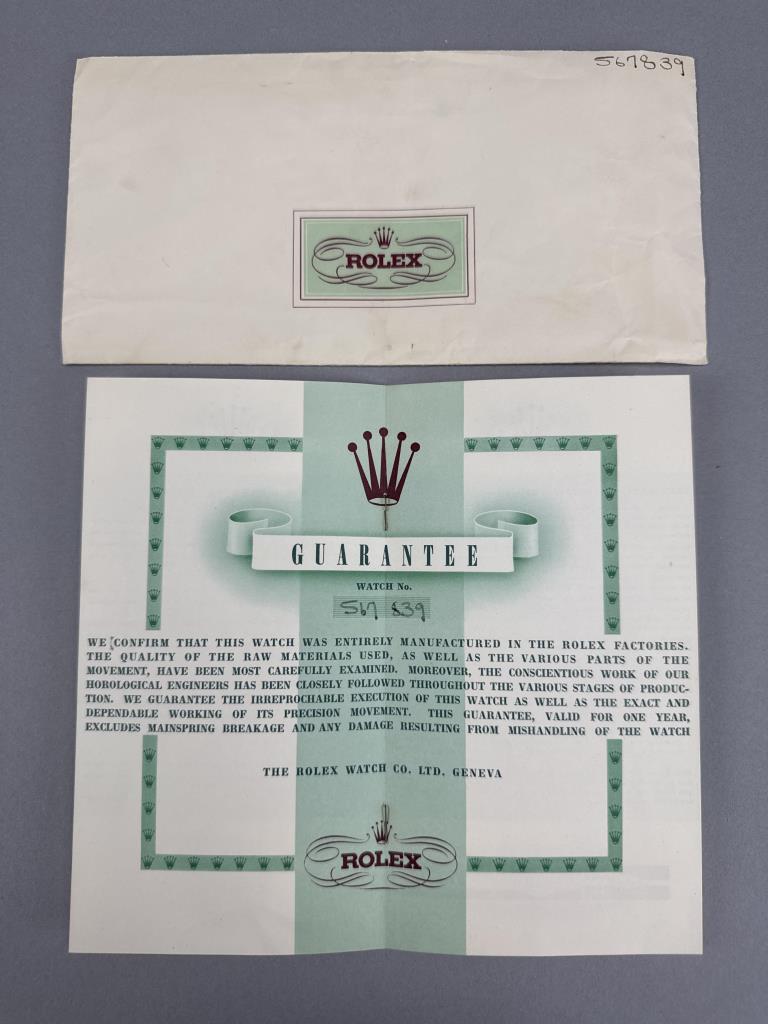 567839
ROLEX
GUARANTEE
WATCH No.
567 839
WE CONFIRM THAT THIS WATCH WAS ENTIRELY MANUFACTURED IN THE ROLEX FACTORIES.
THE QUALITY OF THE RAW MATERIALS USED, AS WELL AS THE VARIOUS PARTS OF THE
MOVEMENT, HAVE BEEN MOST CAREFULLY EXAMINED. MOREOVER, THE CONSCIENTIOUS WORK OF OUR
HOROLOGICAL ENGINEERS HAS BEEN CLOSELY FOLLOWED THROUGHOUT THE VARIOUS STAGES OF PRODUC-
TION. WE GUARANTEE THE IRREPROCHABLE EXECUTION OF THIS WATCH AS WELL AS THE EXACT AND
DEPENDABLE WORKING OF ITS PRECISION MOVEMENT. THIS GUARANTEE, VALID FOR ONE YEAR,
EXCLUDES MAINSPRING BREAKAGE AND ANY DAMAGE RESULTING FROM MISHANDLING OF THE WATCH
THE ROLEX WATCH CO. LTD. GENEVA
ROLEX